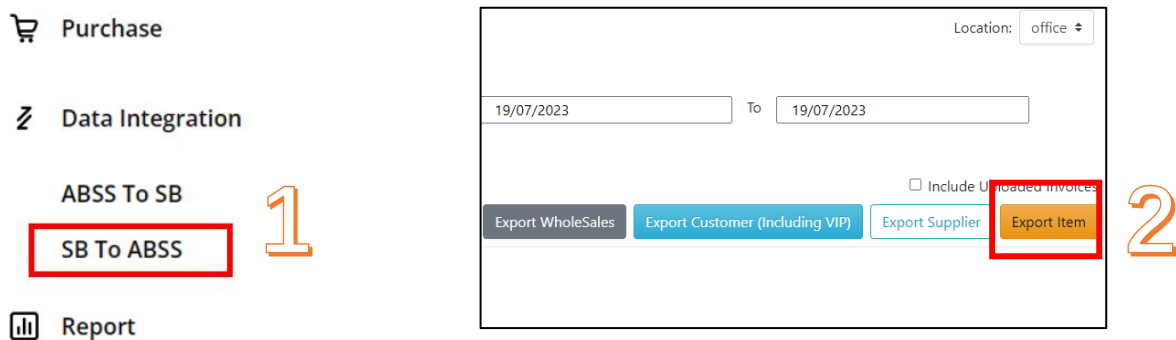 Purchase
Data Integration
ABSS To SB
SB To ABSS
Report
1
Location: office
19/07/2023 To 19/07/2023
Include Uploaded Invoices
Export WholeSales Export Customer (Including VIP) Export Supplier Export Item
2